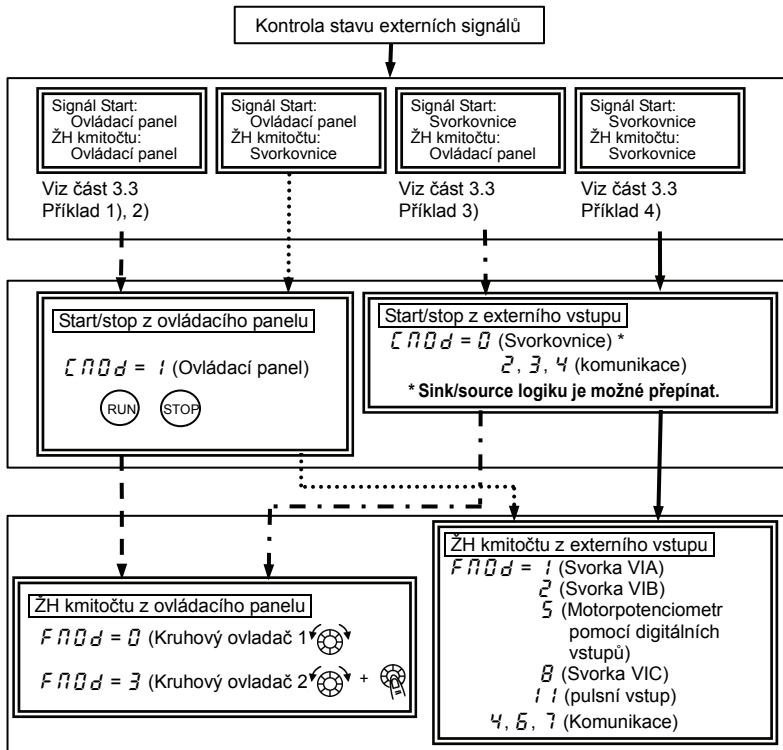 Kontrola stavu externích signálů
Signál Start:
Ovládací panel
ŽH kmitočtu:
Ovládací panel
Signál Start:
Ovládací panel
ŽH kmitočtu:
Svorkovnice
Signál Start:
Svorkovnice
ŽH kmitočtu:
Ovládací panel
Signál Start:
Svorkovnice
ŽH kmitočtu:
Svorkovnice
Viz část 3.3
Příklad 1), 2)
Viz část 3.3
Příklad 3)
Viz část 3.3
Příklad 4)
Start/stop z ovládacího panelu
CMOd = 1 (Ovládací panel)
RUN STOP
Start/stop z externího vstupu
CMOd = 0 (Svorkovnice) *
2, 3, 4 (komunikace)
* Sink/source logiku je možné přepínat.
ŽH kmitočtu z ovládacího panelu
FMOd = 0 (Kruhový ovladač 1
FMOd = 3 (Kruhový ovladač 2 +
ŽH kmitočtu z externího vstupu
FMOd = 1 (Svorka VIA)
2 (Svorka VIB)
5 (Motorpotenciometr
pomocí digitálních
vstupů)
8 (Svorka VIC)
11 (pulsní vstup)
4, 6, 7 (Komunikace)